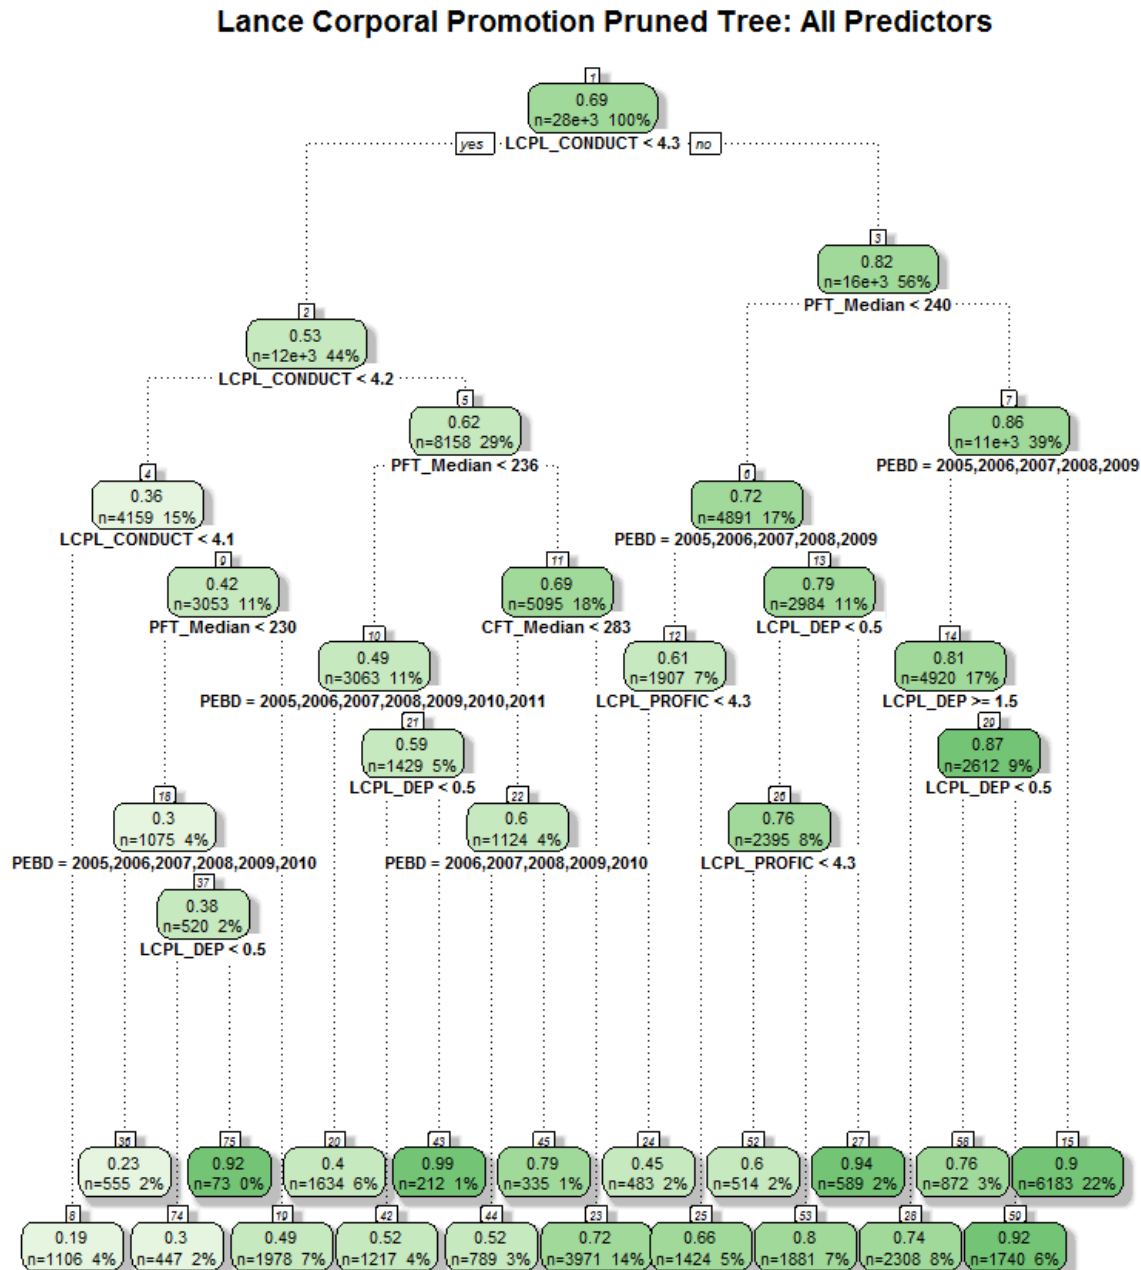 Lance Corporal Promotion Pruned Tree: All Predictors
1
0.69
n=28e+3 100%
yes LCPL_CONDUCT < 4.3 no
3
0.82
n=16e+3 56%
PFT_Median < 240
2
0.53
n=12e+3 44%
LCPL_CONDUCT < 4.2
5
0.62
n=8158 29%
PFT_Median < 236
7
0.86
n=11e+3 39%
PEBD = 2005,2006,2007,2008,2009
4
0.36
n=4159 15%
LCPL_CONDUCT < 4.1
6
0.72
n=4891 17%
PEBD = 2005,2006,2007,2008,2009
9
0.42
n=3053 11%
PFT_Median < 230
11
0.69
n=5095 18%
CFT_Median < 283
13
0.79
n=2984 11%
LCPL_DEP < 0.5
10
0.49
n=3063 11%
PEBD = 2005,2006,2007,2008,2009,2010,2011
12
0.61
n=1907 7%
LCPL_PROFIC < 4.3
14
0.81
n=4920 17%
LCPL_DEP >= 1.5
21
0.59
n=1429 5%
LCPL_DEP < 0.5
29
0.87
n=2612 9%
LCPL_DEP < 0.5
18
0.3
n=1075 4%
PEBD = 2005,2006,2007,2008,2009,2010
22
0.6
n=1124 4%
PEBD = 2006,2007,2008,2009,2010
26
0.76
n=2395 8%
LCPL_PROFIC < 4.3
37
0.38
n=520 2%
LCPL_DEP < 0.5
36
0.23
n=555 2%
75
0.92
n=73 0%
20
0.4
n=1634 6%
43
0.99
n=212 1%
45
0.79
n=335 1%
24
0.45
n=483 2%
52
0.6
n=514 2%
27
0.94
n=589 2%
58
0.76
n=872 3%
15
0.9
n=6183 22%
8
0.19
n=1106 4%
74
0.3
n=447 2%
19
0.49
n=1978 7%
42
0.52
n=1217 4%
44
0.52
n=789 3%
23
0.72
n=3971 14%
25
0.66
n=1424 5%
53
0.8
n=1881 7%
28
0.74
n=2308 8%
59
0.92
n=1740 6%